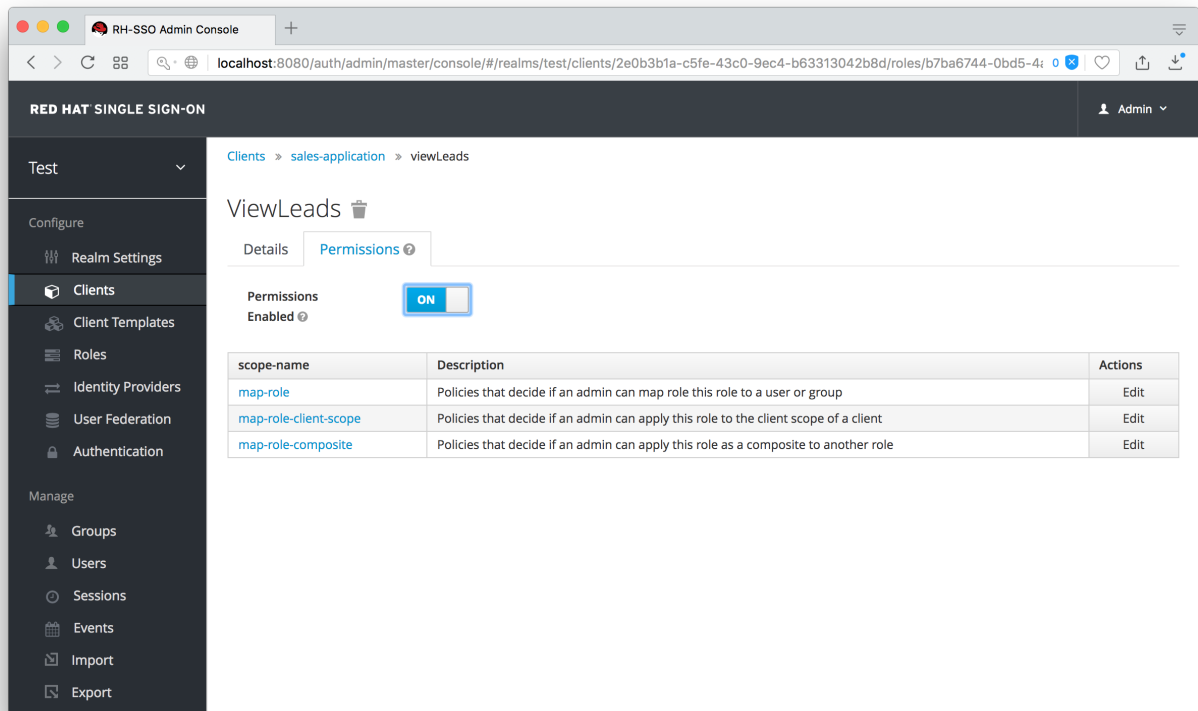 RH-SSO Admin Console
localhost:8080/auth/admin/master/console/#/realms/test/clients/2e0b3b1a-c5fe-43c0-9ec4-b63313042b8d/roles/b7ba6744-0bd5-4a 0
RED HAT SINGLE SIGN-ON
Admin
Test
Configure
Realm Settings
Clients
Client Templates
Roles
Identity Providers
User Federation
Authentication
Manage
Groups
Users
Sessions
Events
Import
Export
Clients » sales-application » viewLeads
ViewLeads
Details Permissions
Permissions
Enabled
ON
scope-name Description Actions
map-role Policies that decide if an admin can map role this role to a user or group Edit
map-role-client-scope Policies that decide if an admin can apply this role to the client scope of a client Edit
map-role-composite Policies that decide if an admin can apply this role as a composite to another role Edit